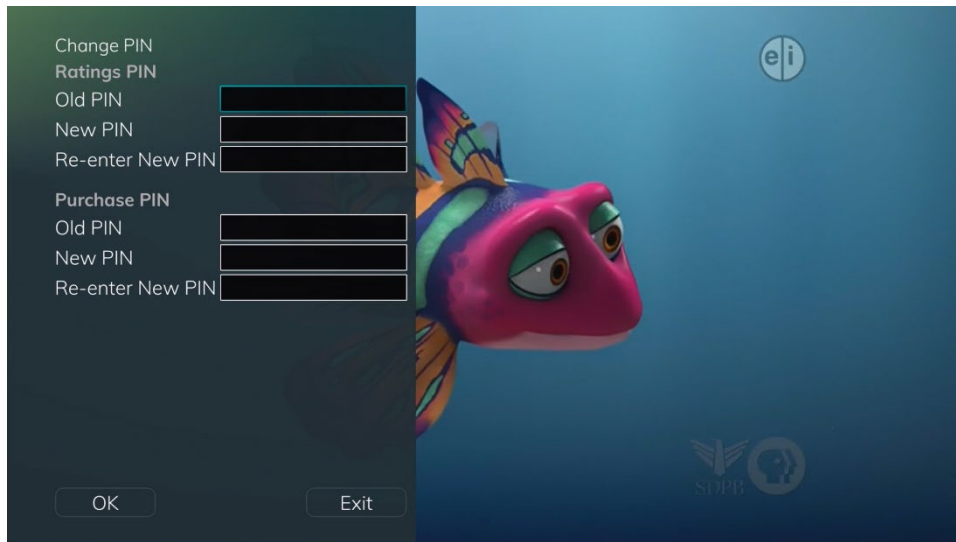 Change PIN
Ratings PIN
Old PIN
New PIN
Re-enter New PIN
Purchase PIN
Old PIN
New PIN
Re-enter New PIN
OK
Exit
e|i
SDPB